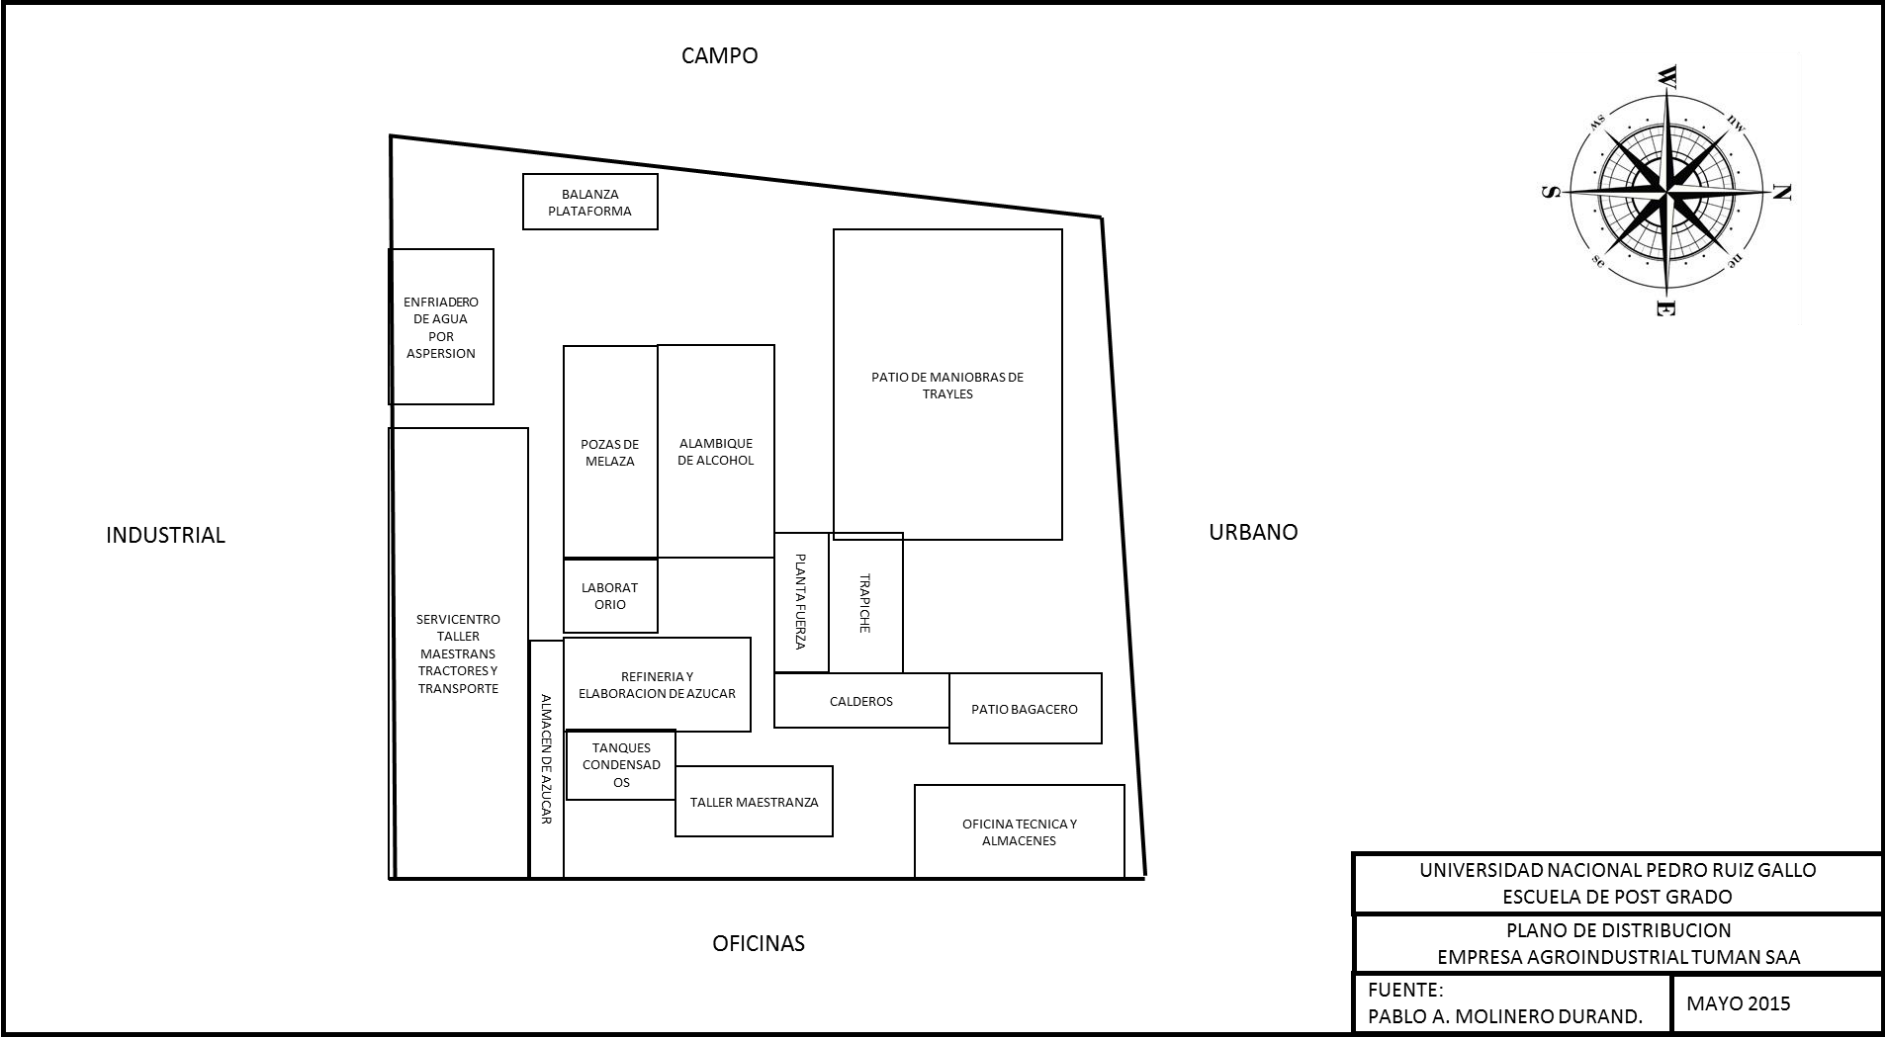 CAMPO
W
SW
NW
S
N
se
ne
E
BALANZA
PLATAFORMA
ENFRIADERO
DE AGUA
POR
ASPERSION
PATIO DE MANIOBRAS DE
TRAYLES
POZAS DE
MELAZA
ALAMBIQUE
DE ALCOHOL
INDUSTRIAL
URBANO
LABORAT
ORIO
PLANTA FUERZA
TRAPICHE
SERVICENTRO
TALLER
MAESTRANS
TRACTORES Y
TRANSPORTE
REFINERIA Y
ELABORACION DE AZUCAR
ALMACEN DE AZUCAR
CALDEROS
PATIO BAGACERO
TANQUES
CONDENSAD
OS
TALLER MAESTRANZA
OFICINA TECNICA Y
ALMACENES
OFICINAS
UNIVERSIDAD NACIONAL PEDRO RUIZ GALLO
ESCUELA DE POST GRADO
PLANO DE DISTRIBUCION
EMPRESA AGROINDUSTRIAL TUMAN SAA
FUENTE:
PABLO A. MOLINERO DURAND.
MAYO 2015